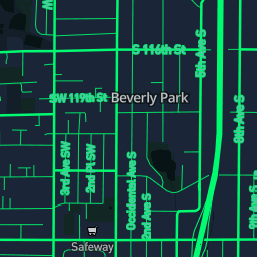 W
S 116th St
5th Ave S
SW 119th St
Beverly Park
8th Ave S
3rd Ave SW
2nd Pl SW
Occidental Ave S
2nd Ave S
Safeway